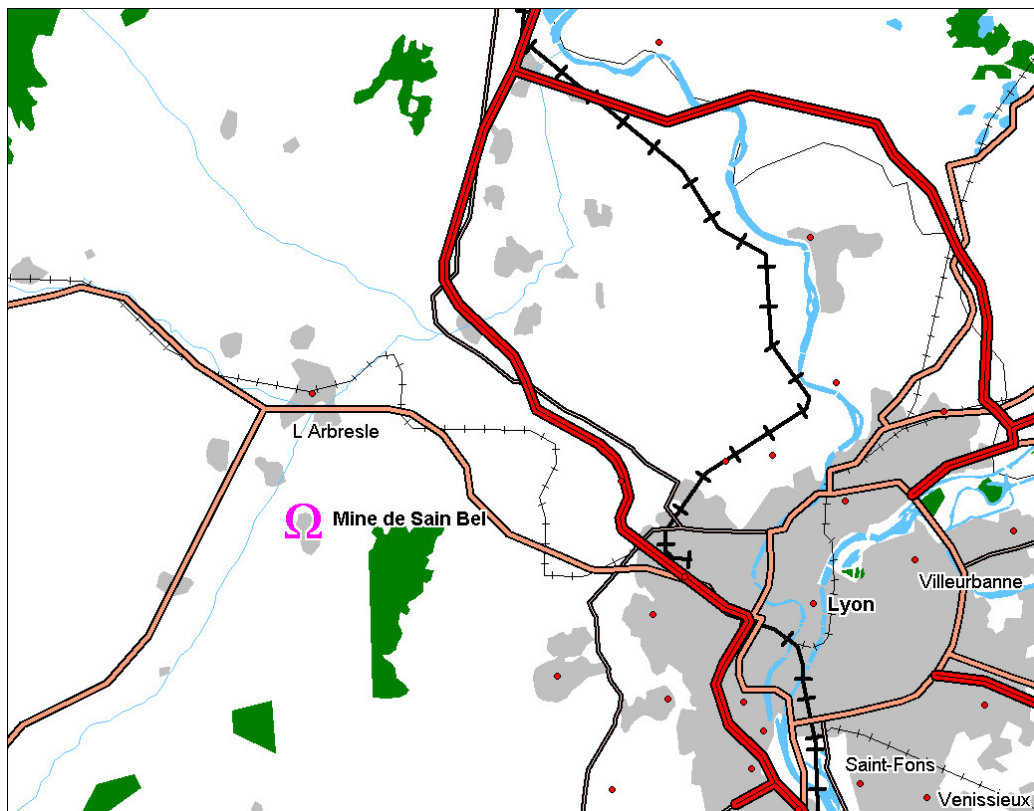 L Arbresle
Ω Mine de Sain Bel
Villeurbanne
Lyon
Saint-Fons
Venissieux